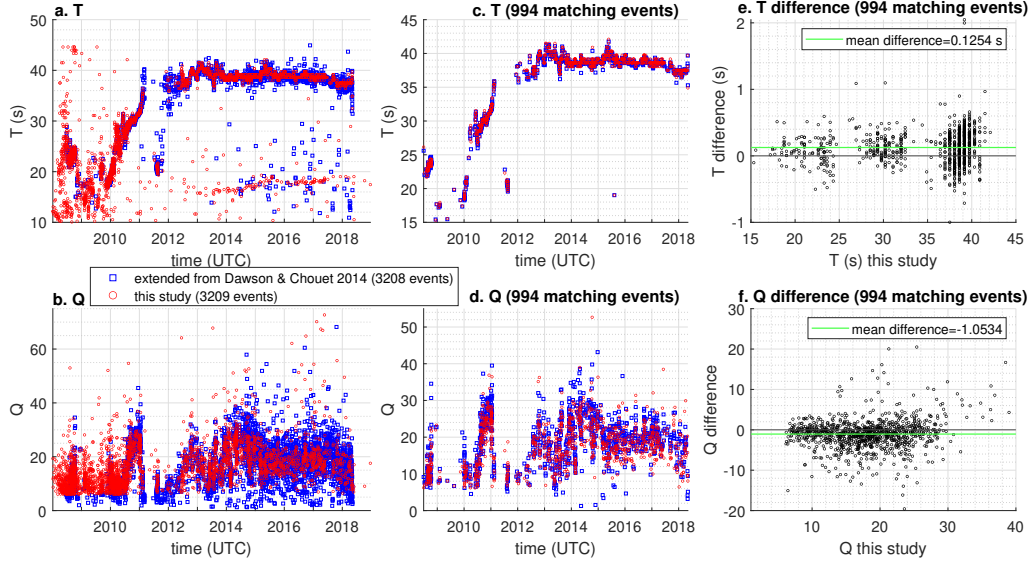 a. T
T (s)
50
40
30
20
10
2010
2012
2014
2016
2018
time (UTC)
c. T (994 matching events)
T (s)
45
40
35
30
25
20
15
2010
2012
2014
2016
2018
time (UTC)
e. T difference (994 matching events)
mean difference=0.1254 s
T difference (s)
2
1
0
-1
15
20
25
30
35
40
45
T (s) this study
extended from Dawson & Chouet 2014 (3208 events)
this study (3209 events)
b. Q
Q
60
40
20
0
2010
2012
2014
2016
2018
time (UTC)
d. Q (994 matching events)
Q
50
40
30
20
10
0
2010
2012
2014
2016
2018
time (UTC)
f. Q difference (994 matching events)
mean difference=-1.0534
Q difference
30
20
10
0
-10
-20
10
20
30
40
Q this study